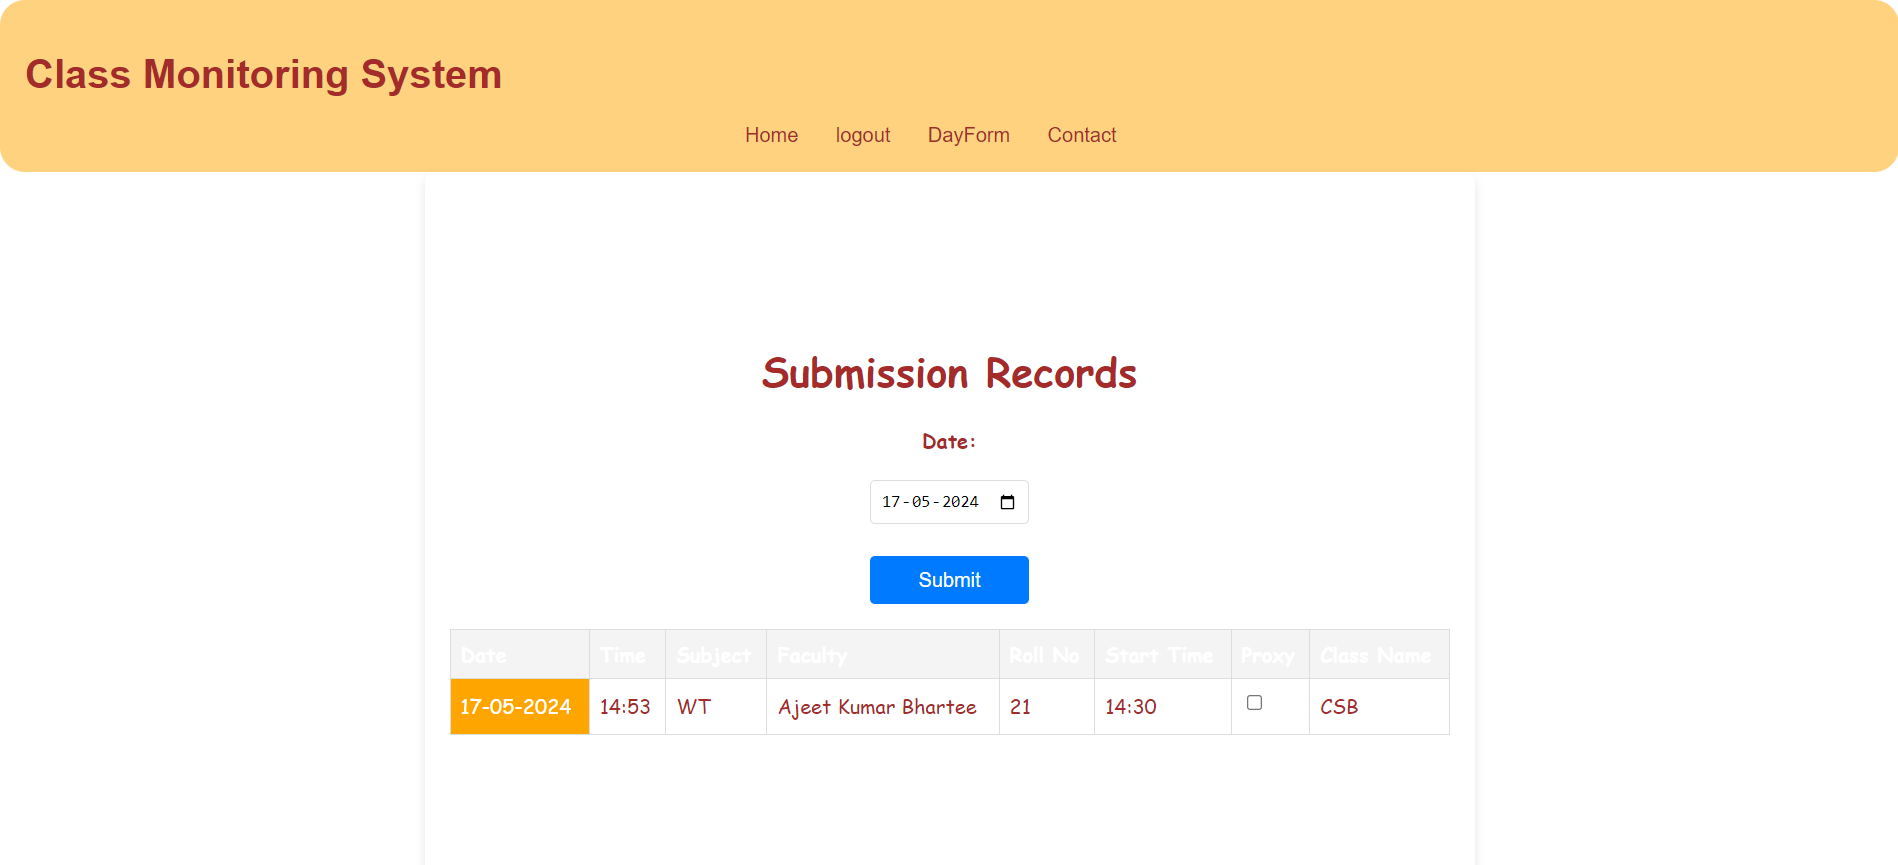 Class Monitoring System
Home logout DayForm Contact
Submission Records
Date:
17-05-2024
Submit
Date Time Subject Faculty Roll No Start Time Proxy Class Name
17-05-2024 14:53 WT Ajeet Kumar Bhartee 21 14:30 CSB